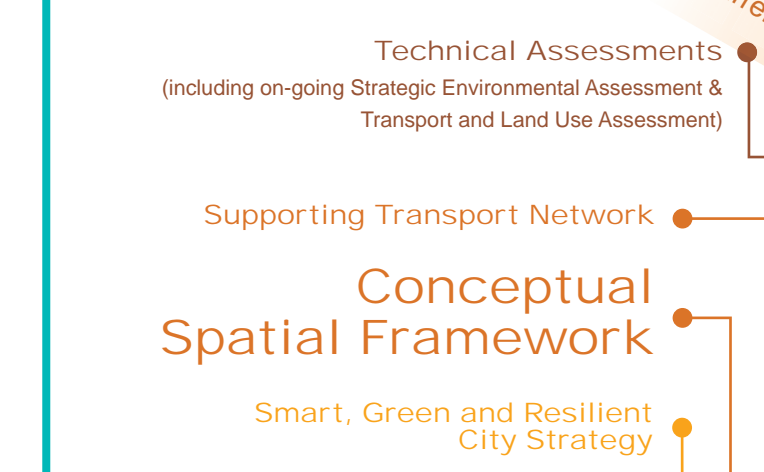 Technical Assessments
(including on-going Strategic Environmental Assessment &
Transport and Land Use Assessment)
Supporting Transport Network
Conceptual
Spatial Framework
Smart, Green and Resilient
City Strategy